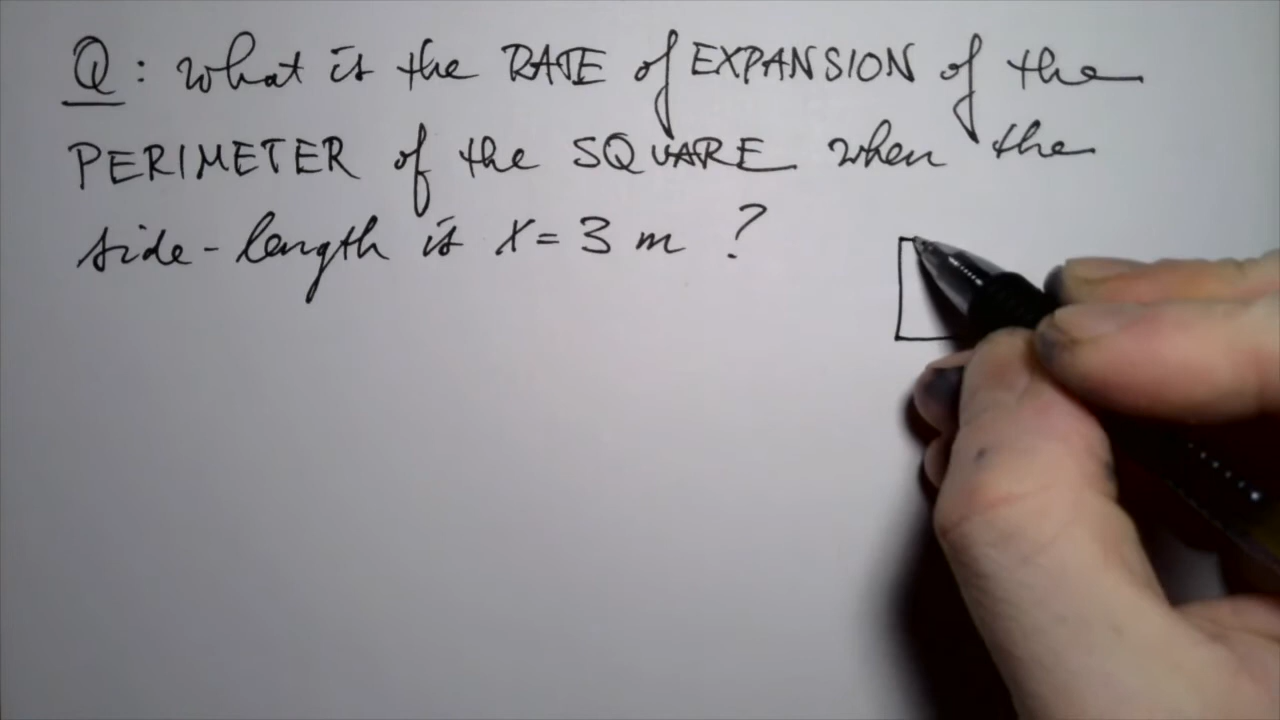 Q: What is the RATE of EXPANSION of the
PERIMETER of the SQUARE when the
side-length is x = 3 m ?